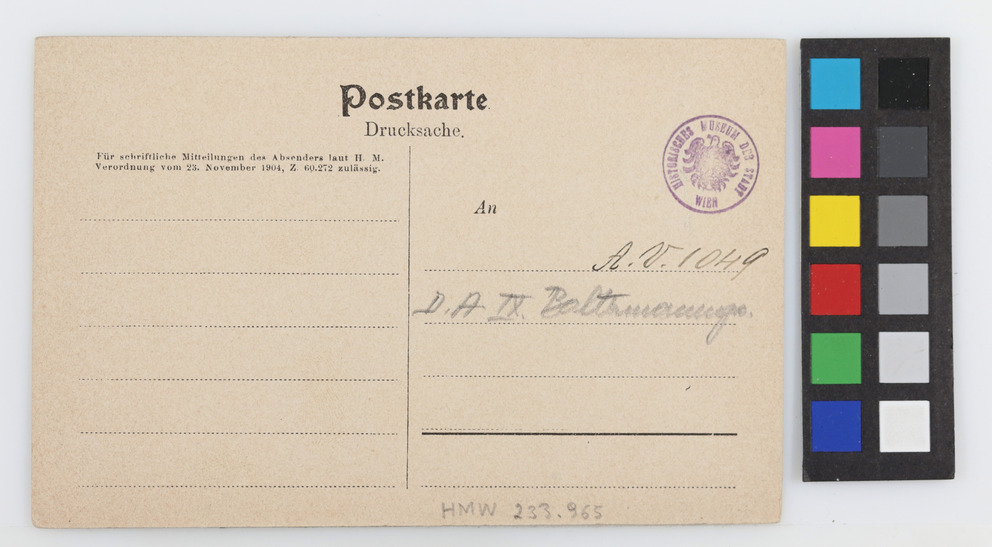 Postkarte
Drucksache.
Für schriftliche Mitteilungen des Absenders laut H. M.
Verordnung vom 23. November 1904, Z. 60.272 zulässig.
HISTORISCHES MUSEUM DER STADT WIEN
An
A.V. 1049
D. A IX.
HMW 233.965